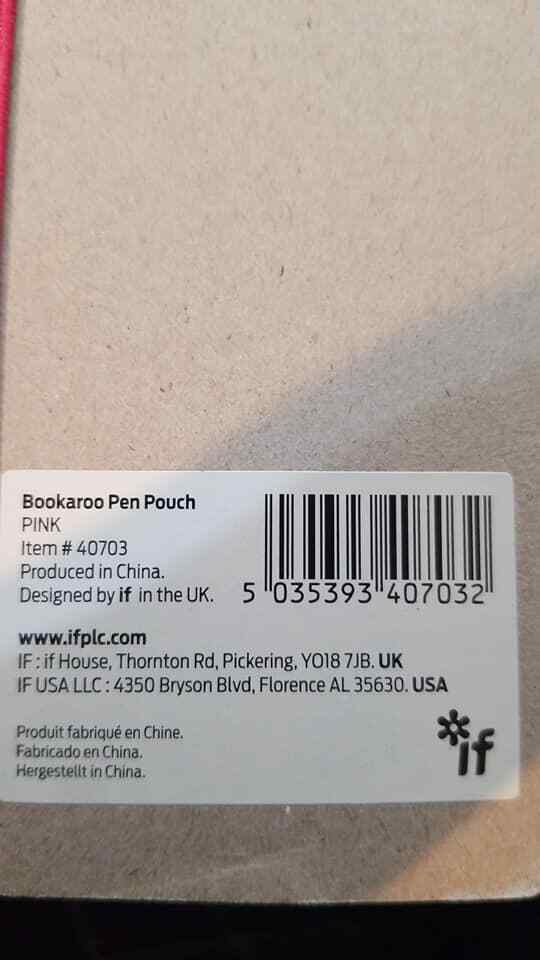 Bookaroo Pen Pouch
PINK
Item # 40703
Produced in China.
Designed by if in the UK.
5 035393 407032
www.ifplc.com
IF : if House, Thornton Rd, Pickering, YO18 7JB. UK
IF USA LLC : 4350 Bryson Blvd, Florence AL 35630. USA
Produit fabriqué en Chine.
Fabricado en China.
Hergestellt in China.
if